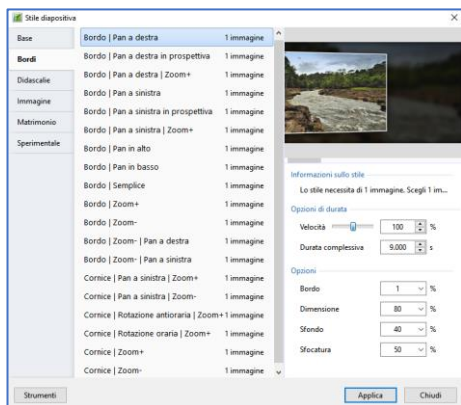 Stile diapositiva
Base
Bordi
Didascalie
Immagine
Matrimonio
Sperimentale
Bordo | Pan a destra 1 immagine
Bordo | Pan a destra in prospettiva 1 immagine
Bordo | Pan a destra | Zoom+ 1 immagine
Bordo | Pan a sinistra 1 immagine
Bordo | Pan a sinistra in prospettiva 1 immagine
Bordo | Pan a sinistra | Zoom+ 1 immagine
Bordo | Pan in alto 1 immagine
Bordo | Pan in basso 1 immagine
Bordo | Semplice 1 immagine
Bordo | Zoom+ 1 immagine
Bordo | Zoom- 1 immagine
Bordo | Zoom- | Pan a destra 1 immagine
Bordo | Zoom- | Pan a sinistra 1 immagine
Cornice | Pan a sinistra | Zoom+ 1 immagine
Cornice | Pan a sinistra | Zoom- 1 immagine
Cornice | Rotazione antioraria | Zoom+ 1 immagine
Cornice | Rotazione oraria | Zoom+ 1 immagine
Cornice | Zoom+ 1 immagine
Cornice | Zoom- 1 immagine
Informazioni sullo stile
Lo stile necessita di 1 immagine. Scegli 1 im...
Opzioni di durata
Velocità 100 %
Durata complessiva 9.000 s
Opzioni
Bordo 1 %
Dimensione 80 %
Sfondo 40 %
Sfocatura 50 %
Strumenti
Applica
Chiudi